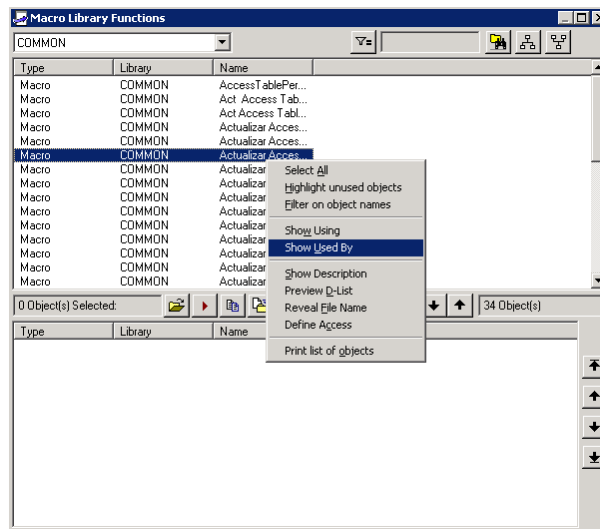 Macro Library Functions
COMMON
Type Library Name
Macro COMMON AccessTablePer...
Macro COMMON Act Access Tab...
Macro COMMON Act Access Tabl...
Macro COMMON Actualizar Acces...
Macro COMMON Actualizar Acces...
Macro COMMON Actualizar Acces...
Macro COMMON Actualizar
Macro COMMON Actualizar
Macro COMMON Actualizar
Macro COMMON Actualizar
Macro COMMON Actualizar
Macro COMMON Actualizar
Macro COMMON Actualizar
Macro COMMON Actualizar
Macro COMMON Actualizar
Select All
Highlight unused objects
Filter on object names
Show Using
Show Used By
Show Description
Preview D-List
Reveal File Name
Define Access
Print list of objects
0 Object(s) Selected: 34 Object(s)
Type Library Name